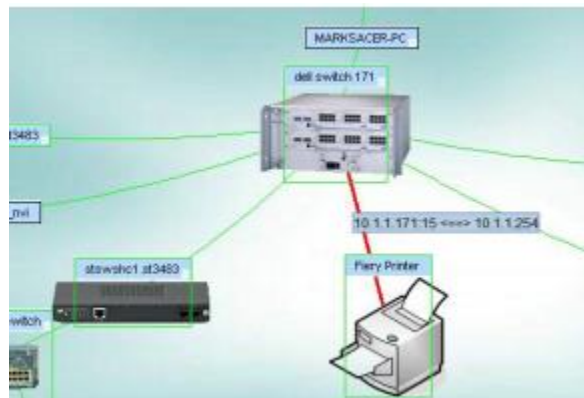 MARKSACER-PC
dell switch 171
t3483
_nvi
10.1.1.171:15 <==> 10.1.1.254
stswshc1.st3483
Fiery Printer
switch